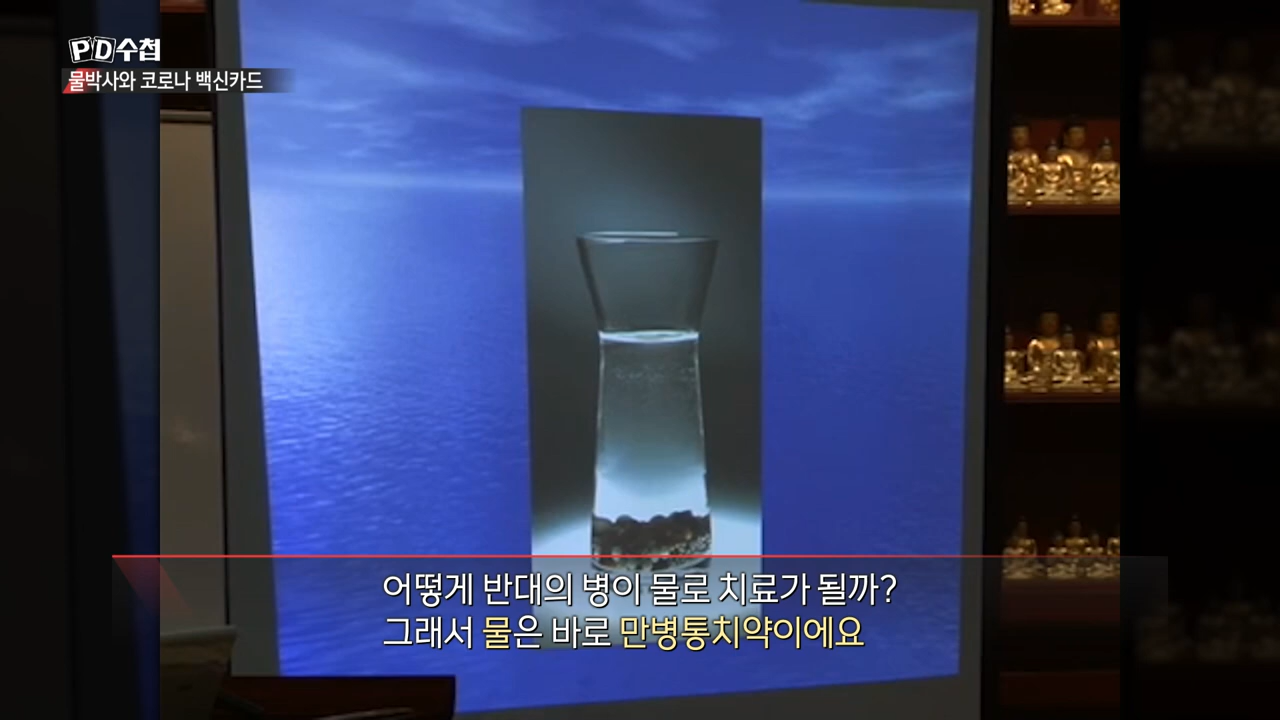 PD수첩
물박사와 코로나 백신카드
어떻게 반대의 병이 물로 치료가 될까?
그래서 물은 바로 만병통치약이에요